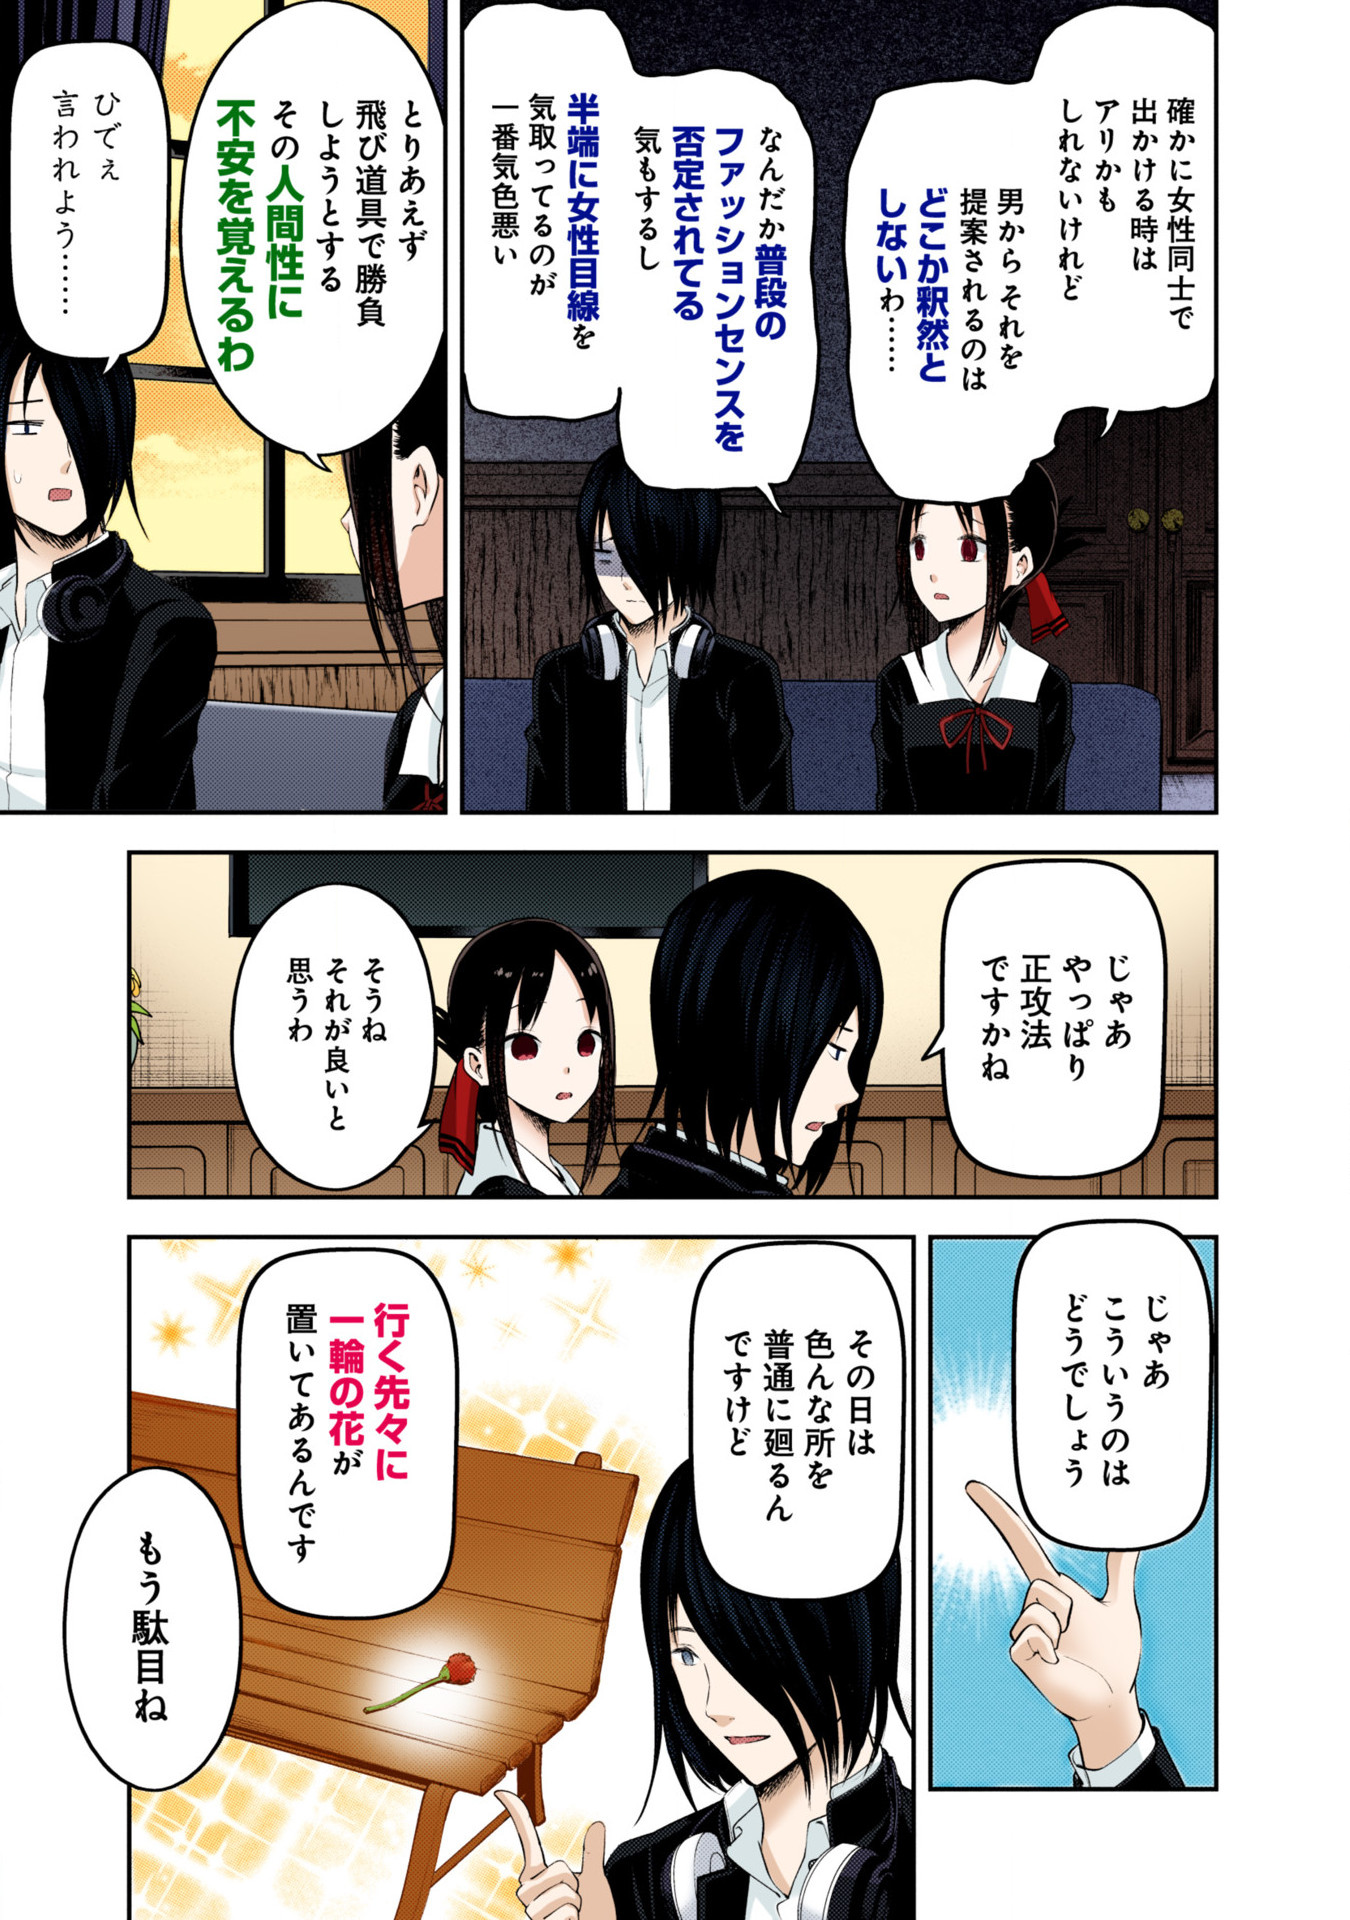 確かに女性同士で
出かける時は
アリかも
しれないけれど
男からそれを
提案されるのは
どこか釈然と
しないわ……
なんだか普段の
ファッションセンスを
否定されてる
気もするし
半端に女性目線を
気取ってるのが
一番気色悪い
とりあえず
飛び道具で勝負
しようとする
その人間性に
不安を覚えるわ
ひでぇ
言われよう……
じゃあ
やっぱり
正攻法
ですかね
そうね
それが良いと
思うわ
じゃあ
こういうのは
どうでしょう
その日は
色んな所を
普通に廻るん
ですけど
行く先々に
一輪の花が
置いてあるんです
もう駄目ね